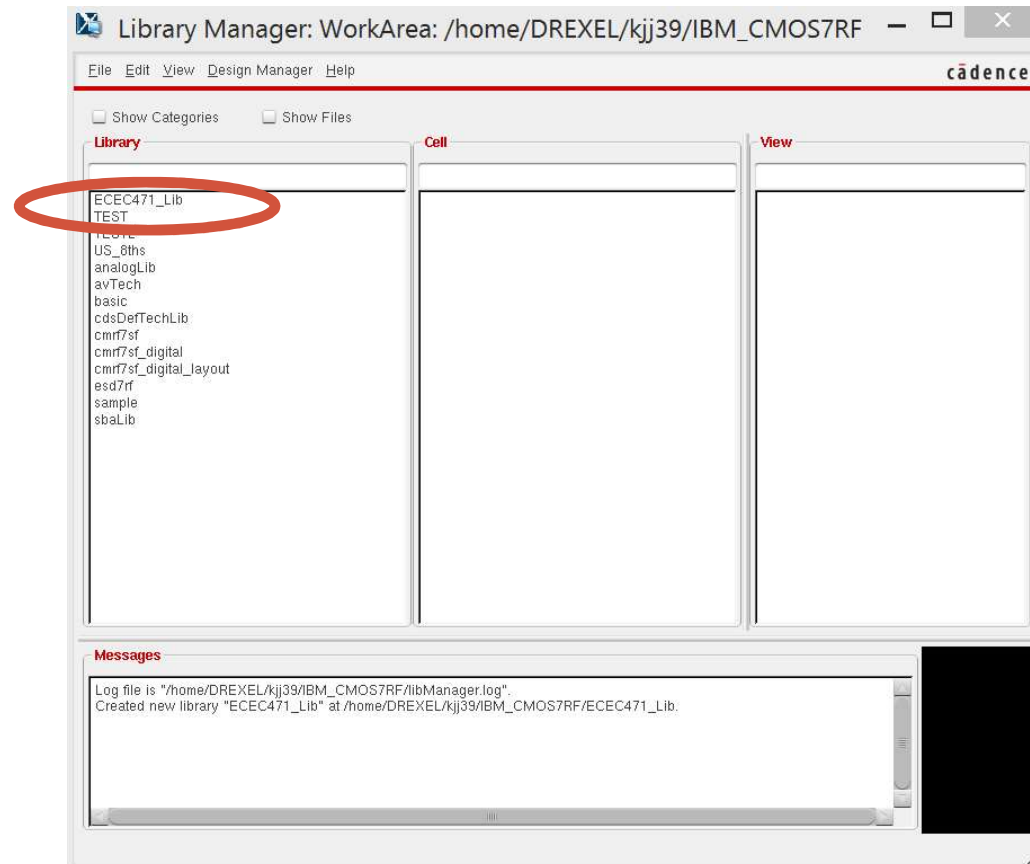 Library Manager: WorkArea: /home/DREXEL/kjj39/IBM_CMOS7RF
File Edit View Design Manager Help
cādence
Show Categories Show Files
Library Cell View
ECEC471_Lib
TEST
US_8ths
analogLib
avTech
basic
cdsDefTechLib
cmrf7sf
cmrf7sf_digital
cmrf7sf_digital_layout
esd7rf
sample
sbaLib
Messages
Log file is "/home/DREXEL/kjj39/IBM_CMOS7RF/libManager.log".
Created new library "ECEC471_Lib" at /home/DREXEL/kjj39/IBM_CMOS7RF/ECEC471_Lib.